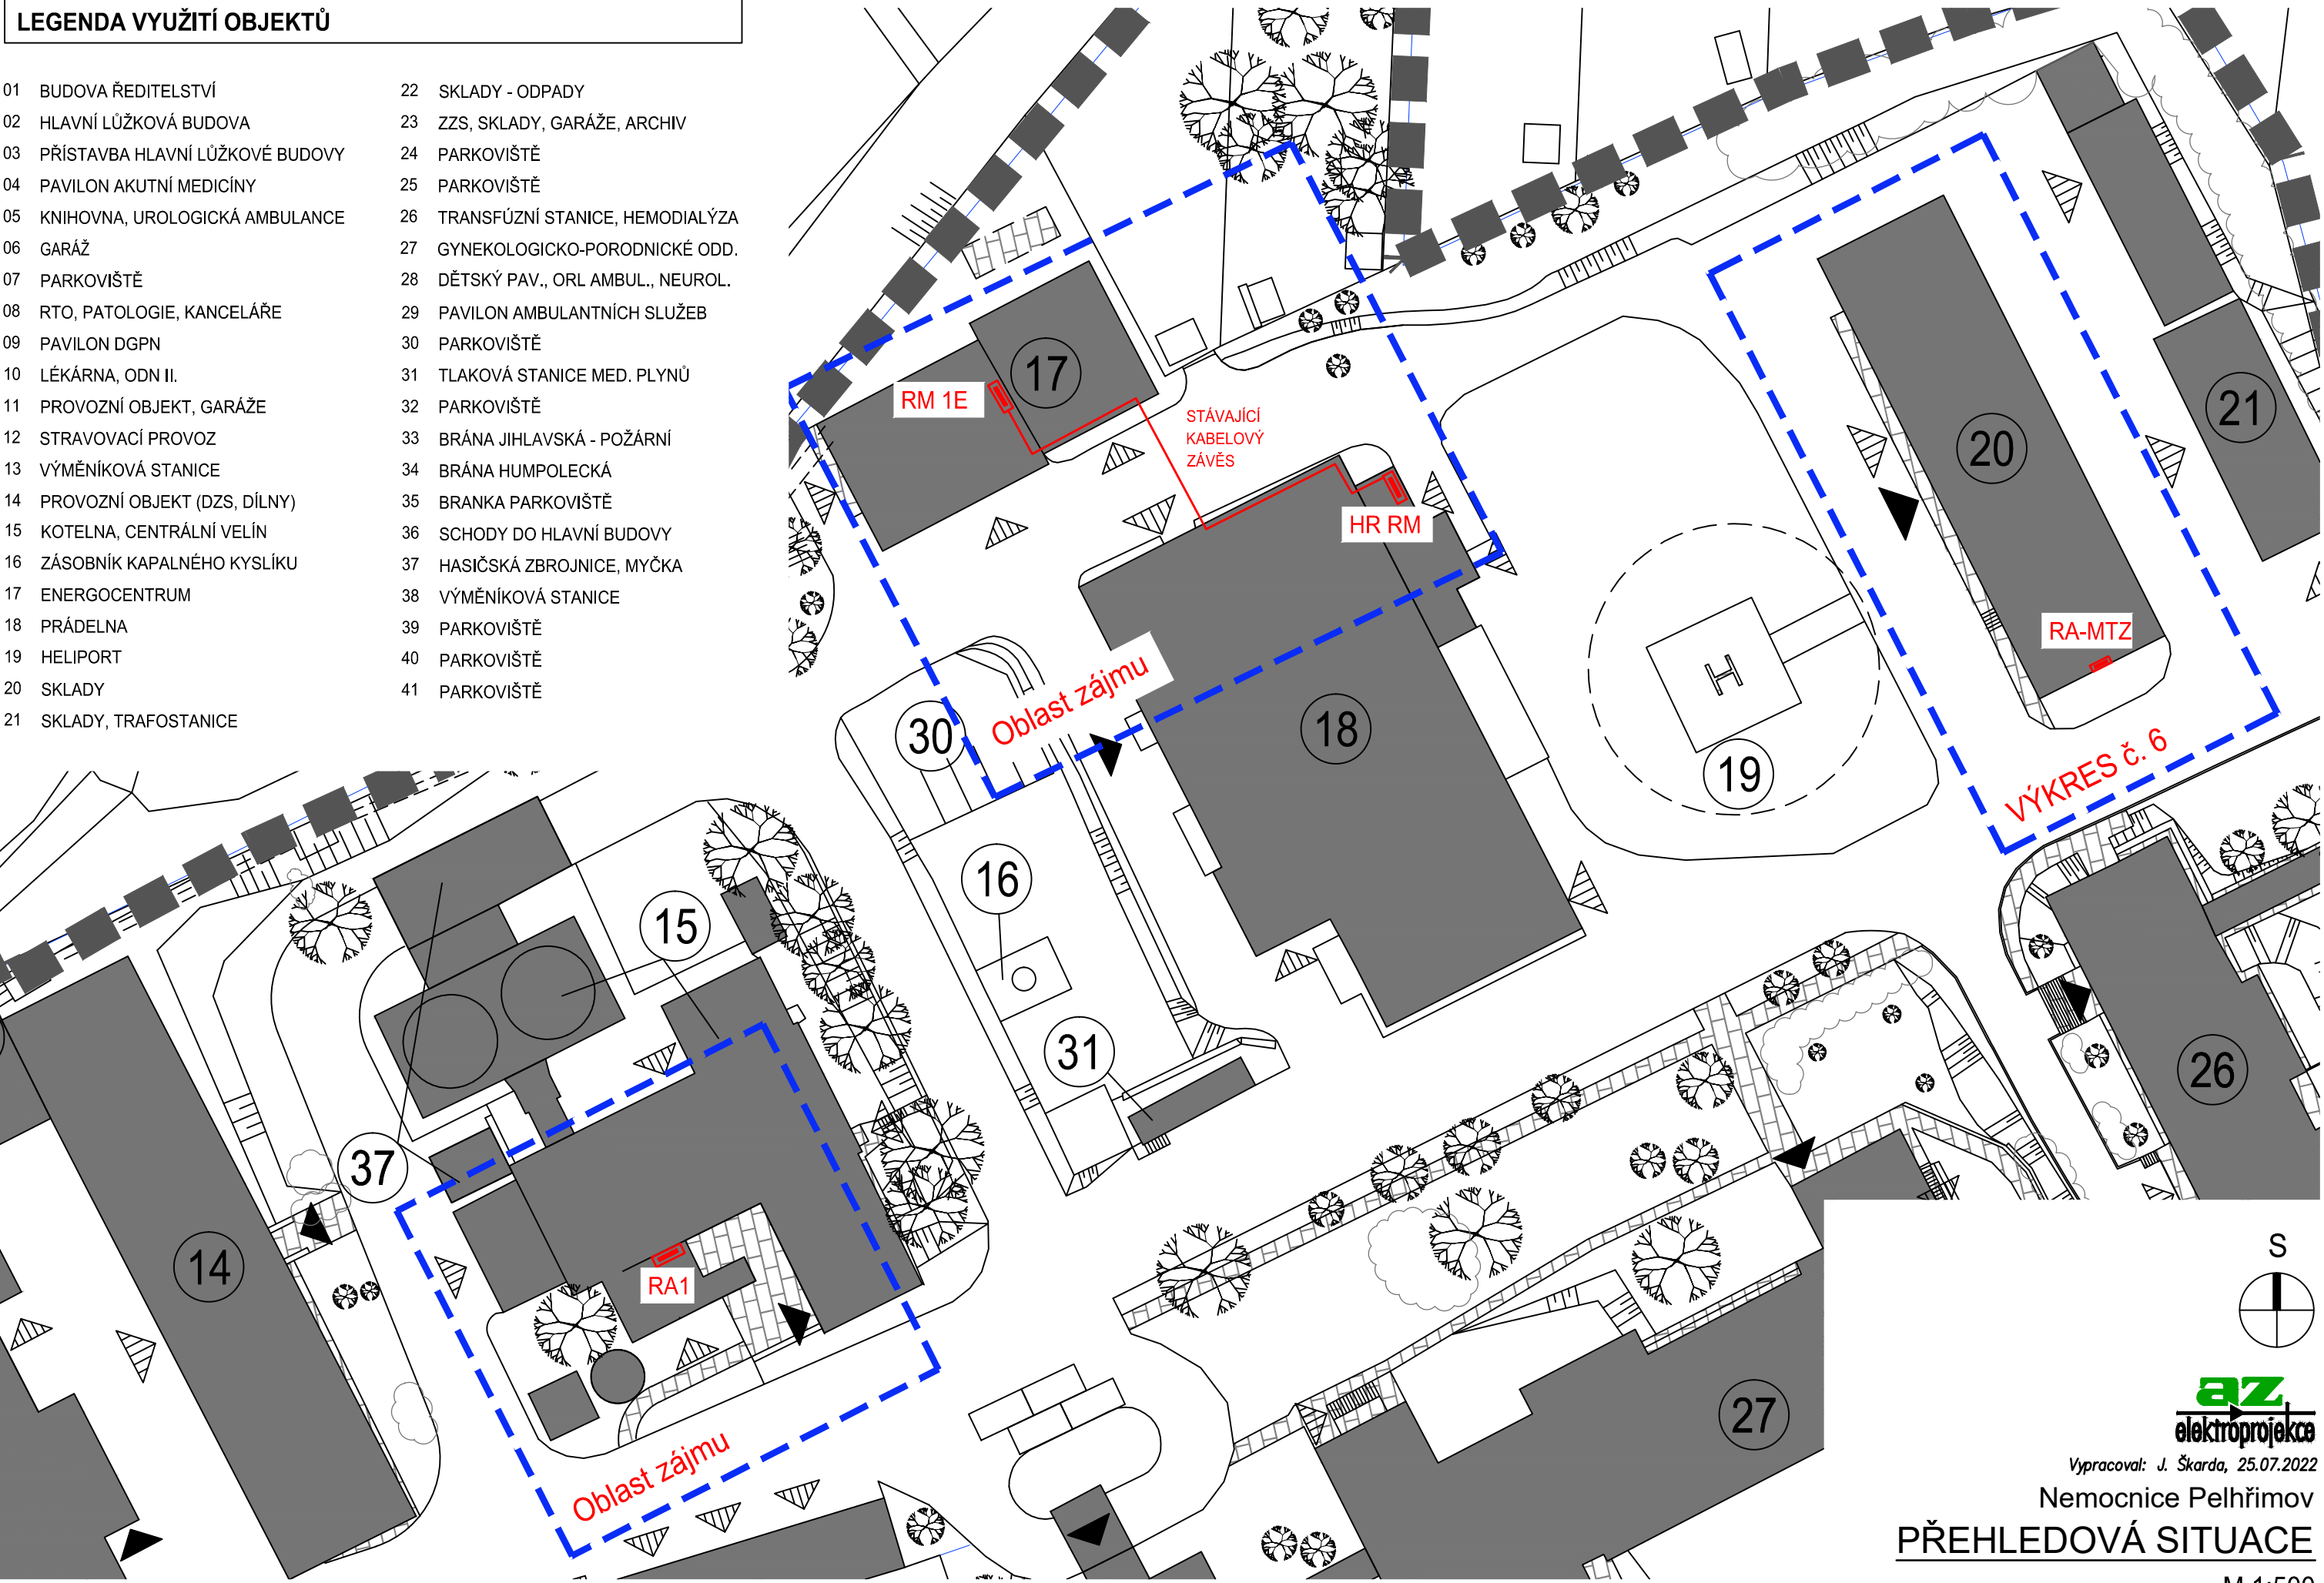 LEGENDA VYUŽITÍ OBJEKTŮ
01 BUDOVA ŘEDITELSTVÍ
02 HLAVNÍ LŮŽKOVÁ BUDOVA
03 PŘÍSTAVBA HLAVNÍ LŮŽKOVÉ BUDOVY
04 PAVILON AKUTNÍ MEDICÍNY
05 KNIHOVNA, UROLOGICKÁ AMBULANCE
06 GARÁŽ
07 PARKOVIŠTĚ
08 RTO, PATOLOGIE, KANCELÁŘE
09 PAVILON DGPN
10 LÉKÁRNA, ODN II.
11 PROVOZNÍ OBJEKT, GARÁŽE
12 STRAVOVACÍ PROVOZ
13 VÝMĚNÍKOVÁ STANICE
14 PROVOZNÍ OBJEKT (DZS, DÍLNY)
15 KOTELNA, CENTRÁLNÍ VELÍN
16 ZÁSOBNÍK KAPALNÉHO KYSLÍKU
17 ENERGOCENTRUM
18 PRÁDELNA
19 HELIPORT
20 SKLADY
21 SKLADY, TRAFOSTANICE
22 SKLADY - ODPADY
23 ZZS, SKLADY, GARÁŽE, ARCHIV
24 PARKOVIŠTĚ
25 PARKOVIŠTĚ
26 TRANSFÚZNÍ STANICE, HEMODIALÝZA
27 GYNEKOLOGICKO-PORODNICKÉ ODD.
28 DĚTSKÝ PAV., ORL AMBUL., NEUROL.
29 PAVILON AMBULANTNÍCH SLUŽEB
30 PARKOVIŠTĚ
31 TLAKOVÁ STANICE MED. PLYNŮ
32 PARKOVIŠTĚ
33 BRÁNA JIHLAVSKÁ - POŽÁRNÍ
34 BRÁNA HUMPOLECKÁ
35 BRANKA PARKOVIŠTĚ
36 SCHODY DO HLAVNÍ BUDOVY
37 HASIČSKÁ ZBROJNICE, MYČKA
38 VÝMĚNÍKOVÁ STANICE
39 PARKOVIŠTĚ
40 PARKOVIŠTĚ
41 PARKOVIŠTĚ
17
RM 1E
STÁVAJÍCÍ
KABELOVÝ
ZÁVĚS
HR RM
20
21
RA-MTZ
Oblast zájmu
30
18
H
19
VÝKRES č. 6
16
15
31
26
37
14
RA1
27
Oblast zájmu
S
az
elektroprojekce
Vypracoval: J. Škarda, 25.07.2022
Nemocnice Pelhřimov
PŘEHLEDOVÁ SITUACE
M 1:500